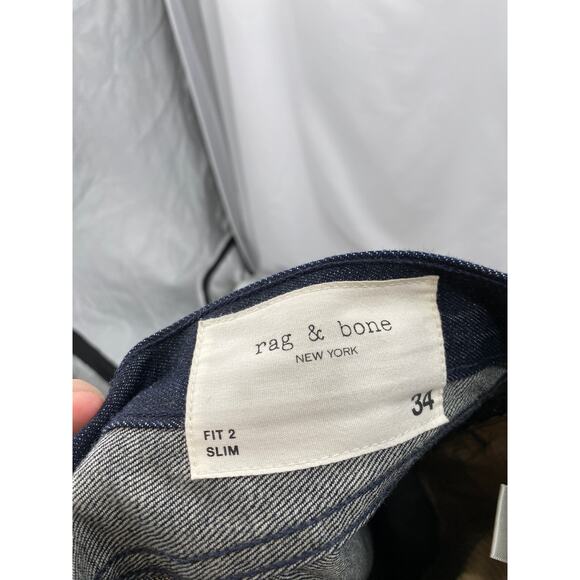 rag & bone
NEW YORK
34
FIT 2
SLIM